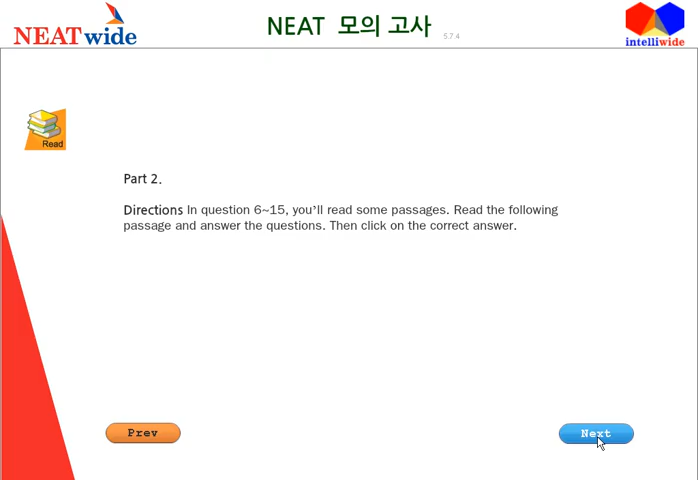 NEATwide
NEAT 모의 고사
5.7.4
intelliwide
Read
Part 2.
Directions In question 6~15, you'll read some passages. Read the following
passage and answer the questions. Then click on the correct answer.
Prev
Next